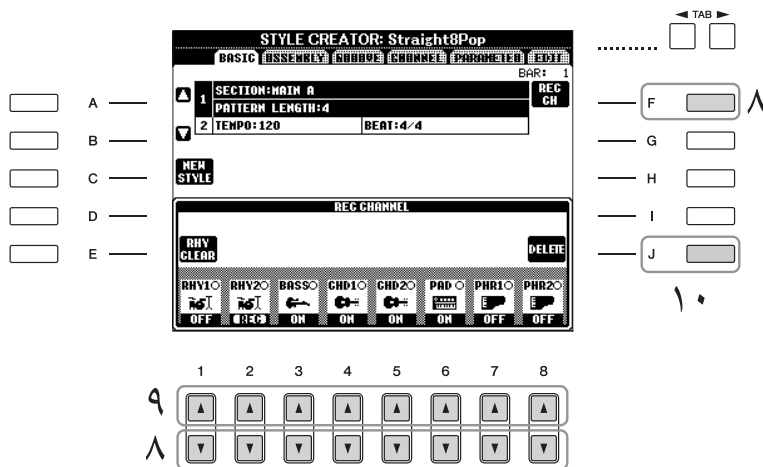 ◄ TAB ►
STYLE CREATOR: Straight8Pop
BASIC ASSEMBLY GROOVE CHANNEL PARAMETER EDIT
BAR: 1
1 SECTION:MAIN A
PATTERN LENGTH:4
REC CH
2 TEMPO:120 BEAT:4/4
NEW STYLE
A
B
C
D
E
F ٨
G
H
I
J
١٠
REC CHANNEL
RHY CLEAR
DELETE
RHY1 RHY2 BASS CHD1 CHD2 PAD PHR1 PHR2
OFF REC ON ON ON ON OFF OFF
1 2 3 4 5 6 7 8
٩
٨